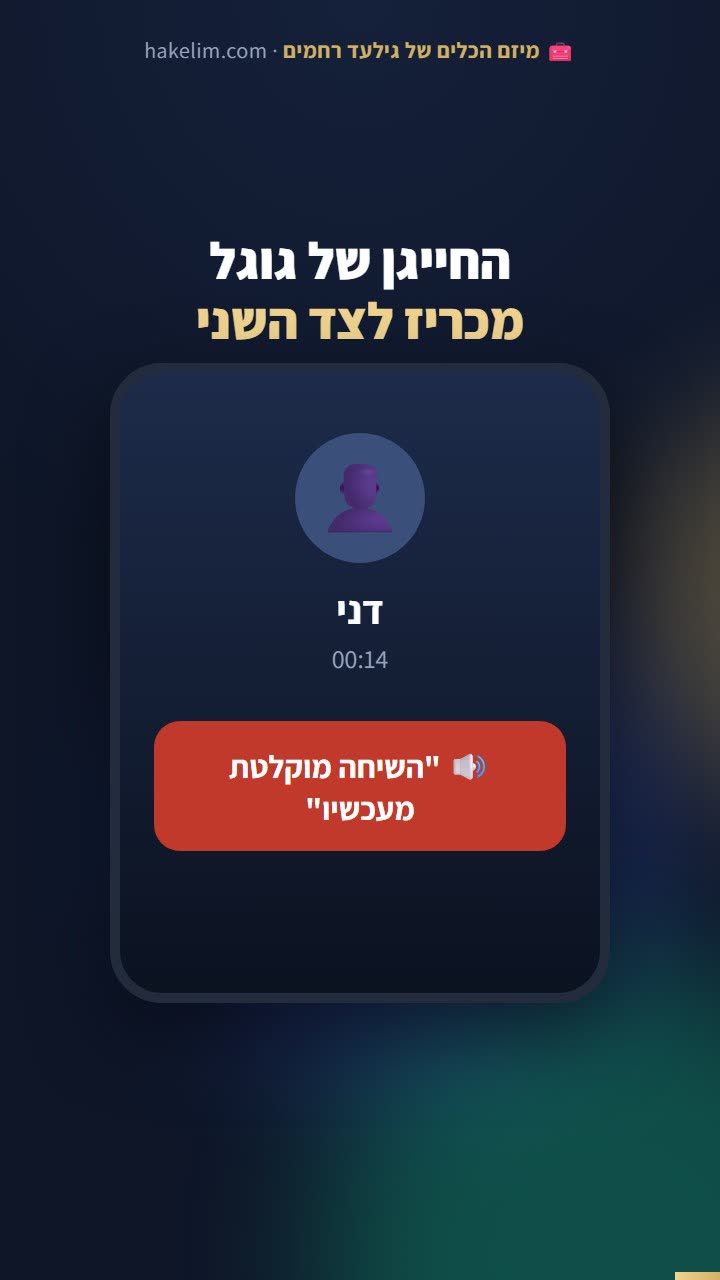 מיזם הכלים של גילעד רחמים · hakelim.com
החייגן של גוגל
מכריז לצד השני
דני
00:14
"השיחה מוקלטת
מעכשיו"